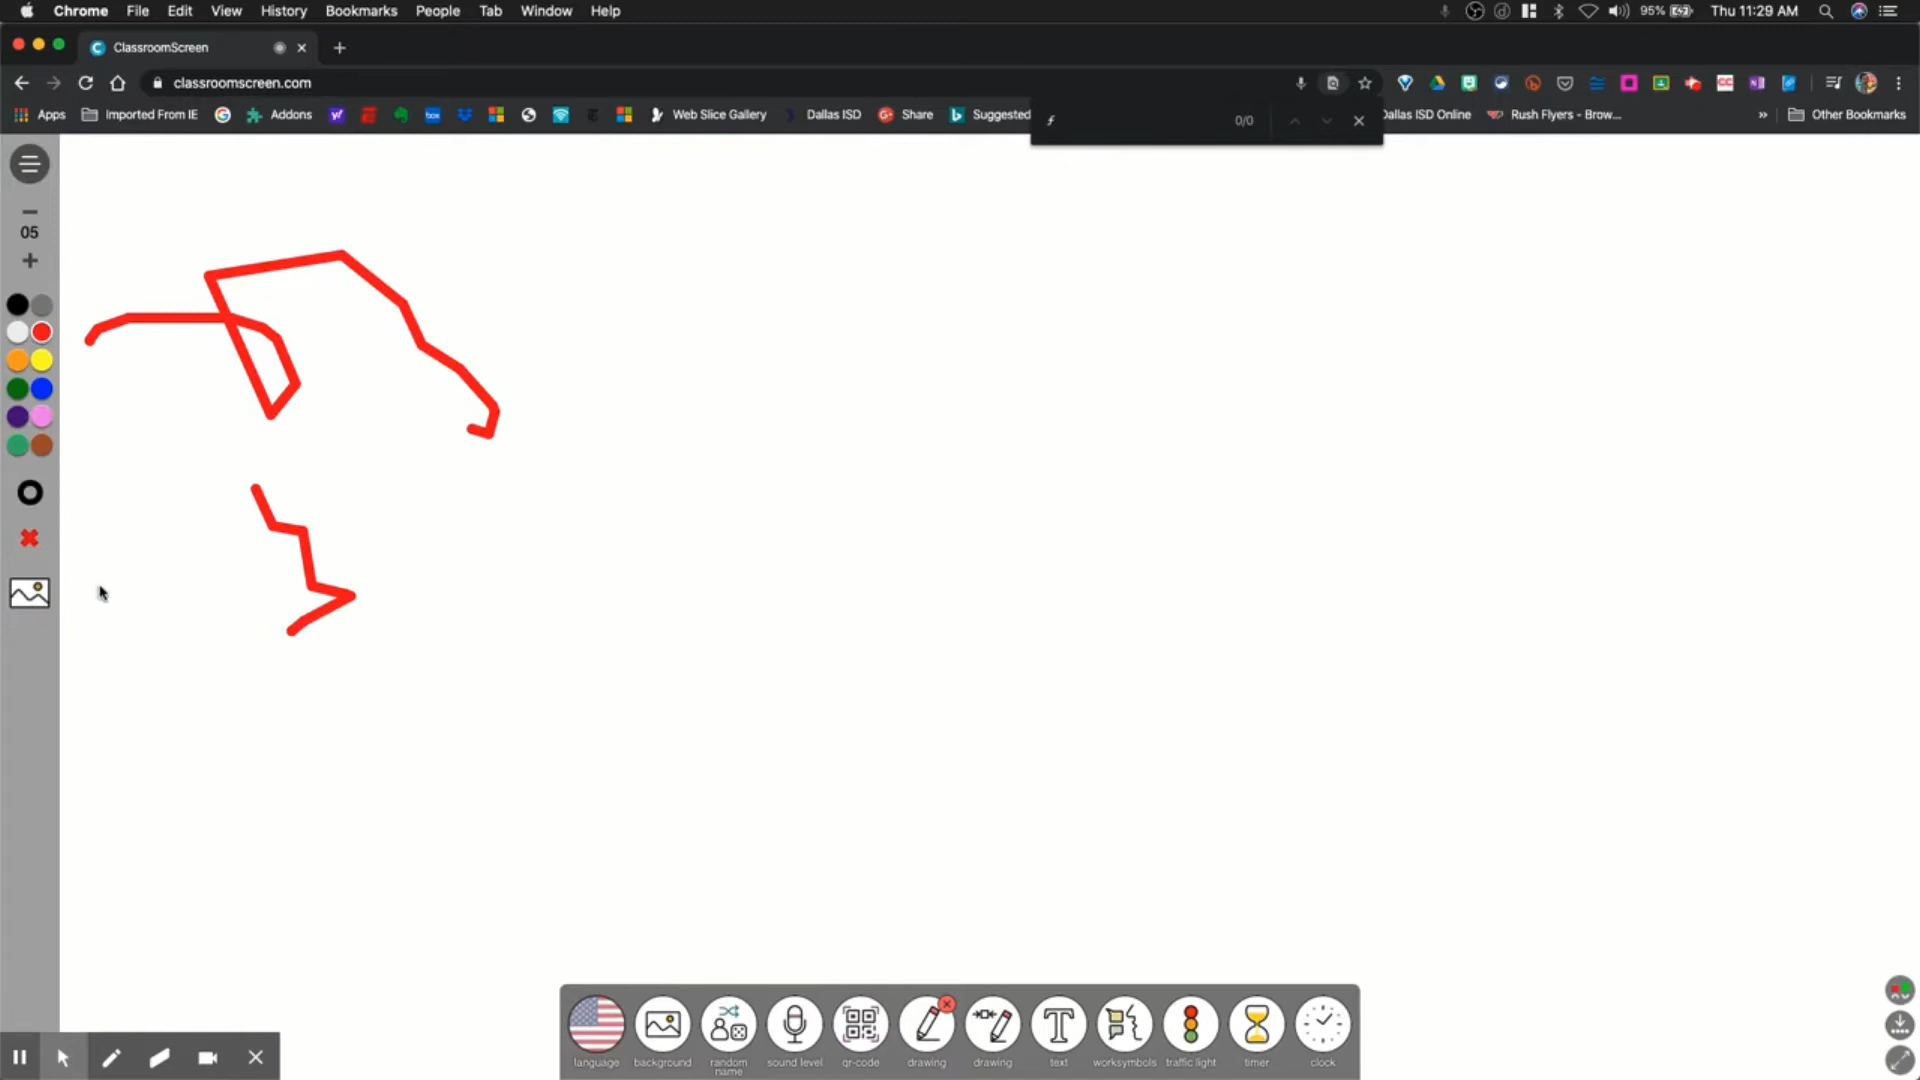 Chrome File Edit View History Bookmarks People Tab Window Help 95% Thu 11:29 AM
ClassroomScreen
classroomscreen.com
Apps Imported From IE Addons Web Slice Gallery Dallas ISD Share Suggested allas ISD Online Rush Flyers - Brow... » Other Bookmarks
f 0/0
05
language background random name sound level qr-code drawing drawing text worksymbols traffic light timer clock